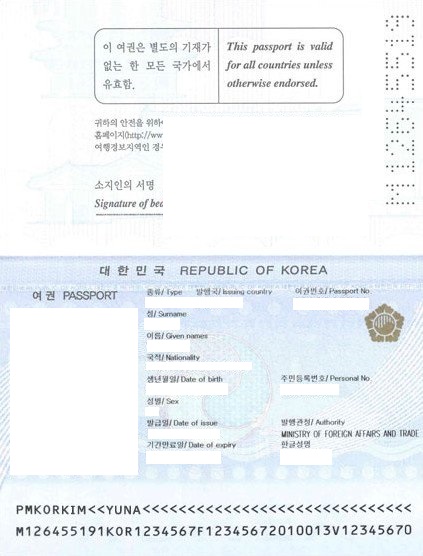 이 여권은 별도의 기재가
없는 한 모든 국가에서
유효함.
This passport is valid
for all countries unless
otherwise endorsed.
M12645519
귀하의 안전을 위하
홈페이지(http://ww
여행경보지역인 경
소지인의 서명
Signature of bea
대한민국 REPUBLIC OF KOREA
여권 PASSPORT
종류/ Type 발행국/ Issuing country 여권번호/ Passport No.
성/ Surname
이름/ Given names
국적/ Nationality
생년월일/ Date of birth 주민등록번호/ Personal No.
성별/ Sex
발급일/ Date of issue 발행관청/ Authority
MINISTRY OF FOREIGN AFFAIRS AND TRADE
기간만료일/ Date of expiry 한글성명
PMKORKIM<<YUNA<<<<<<<<<<<<<<<<<<<<<<<<<<<<<<
M126455191KOR1234567F12345672010013V12345670